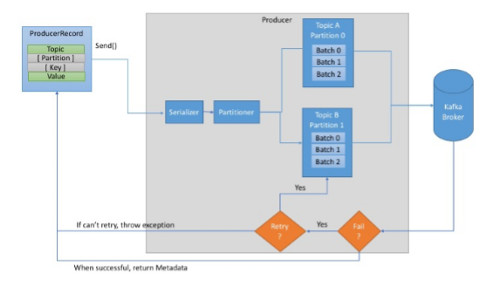 Producer
ProducerRecord
Topic
[ Partition ]
[ Key ]
Value
Send()
Serializer
Partitioner
Topic A
Partition 0
Batch 0
Batch 1
Batch 2
Topic B
Partition 1
Batch 0
Batch 1
Batch 2
Kafka
Broker
Yes
If can't retry, throw exception
Retry
?
Yes
Fail
?
When successful, return Metadata